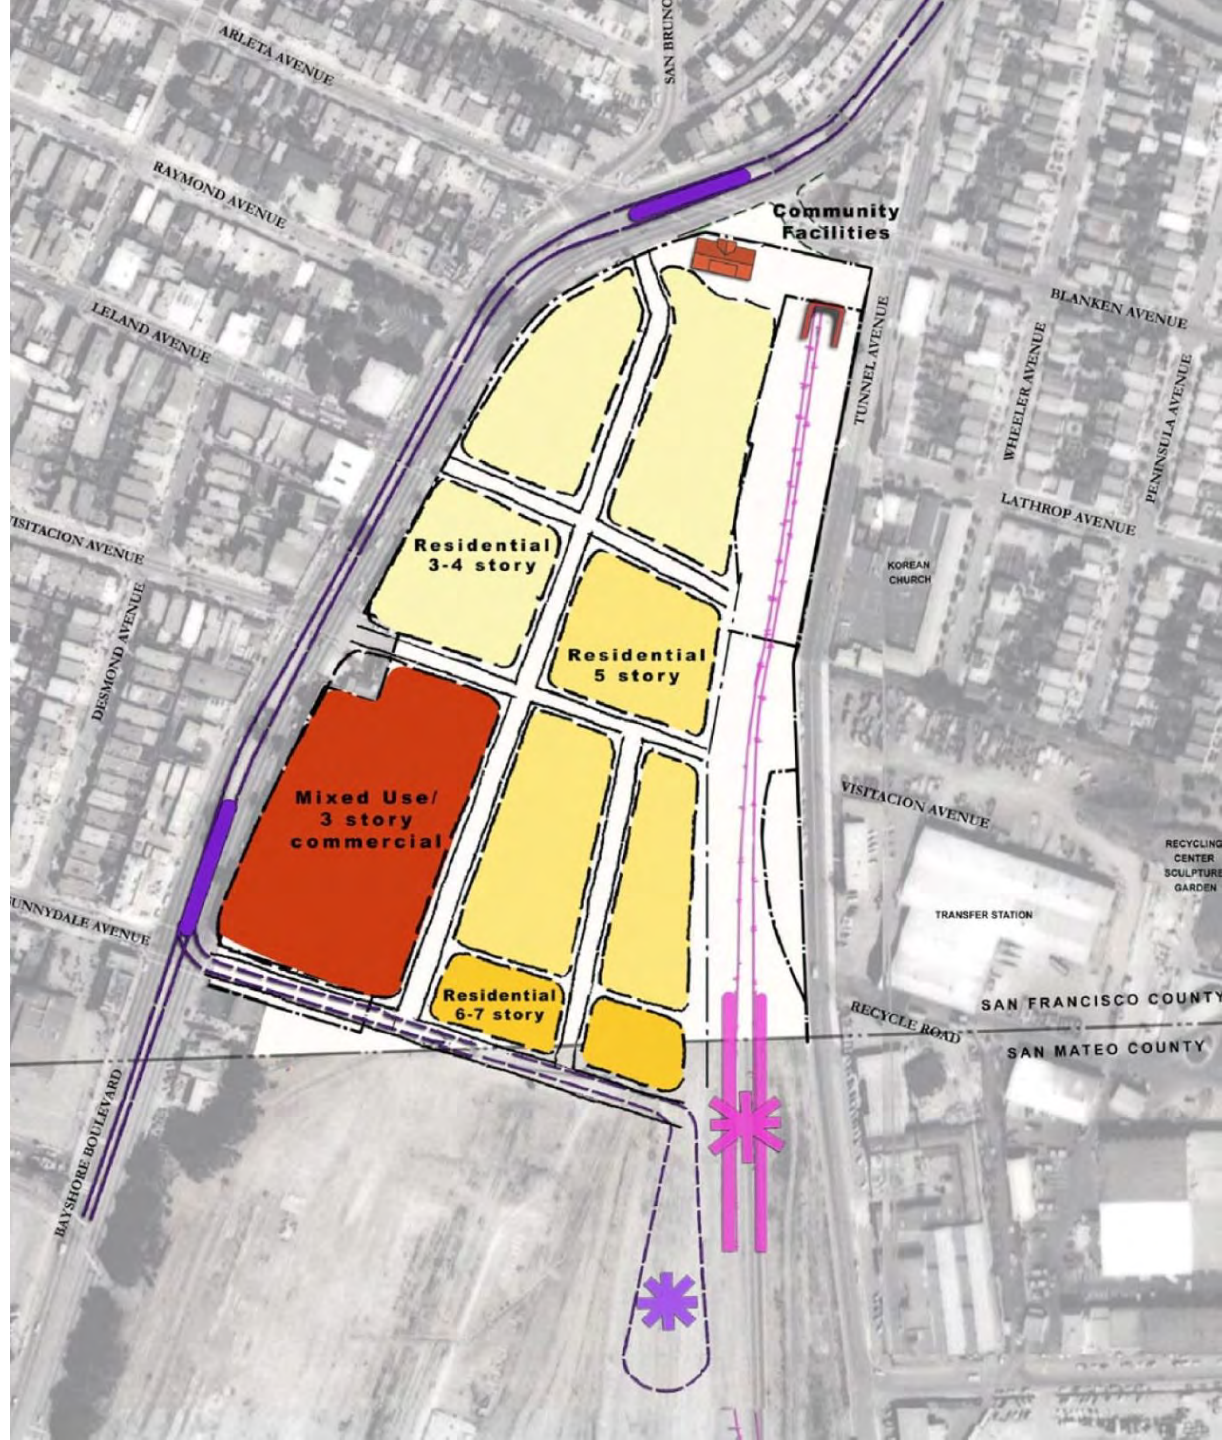 ARLETA AVENUE
SAN BRUNO
RAYMOND AVENUE
Community
Facilities
BLANKEN AVENUE
LELAND AVENUE
TUNNEL AVENUE
WHEELER AVENUE
PENINSULA AVENUE
LATHROP AVENUE
VISITACION AVENUE
Residential
3-4 story
KOREAN
CHURCH
DESMOND AVENUE
Residential
5 story
Mixed Use/
3 story
commercial
VISITACION AVENUE
RECYCLING
CENTER
SCULPTURE
GARDEN
TRANSFER STATION
UNNYDALE AVENUE
Residential
6-7 story
SAN FRANCISCO COUNTY
RECYCLE ROAD
SAN MATEO COUNTY
BAYSHORE BOULEVARD